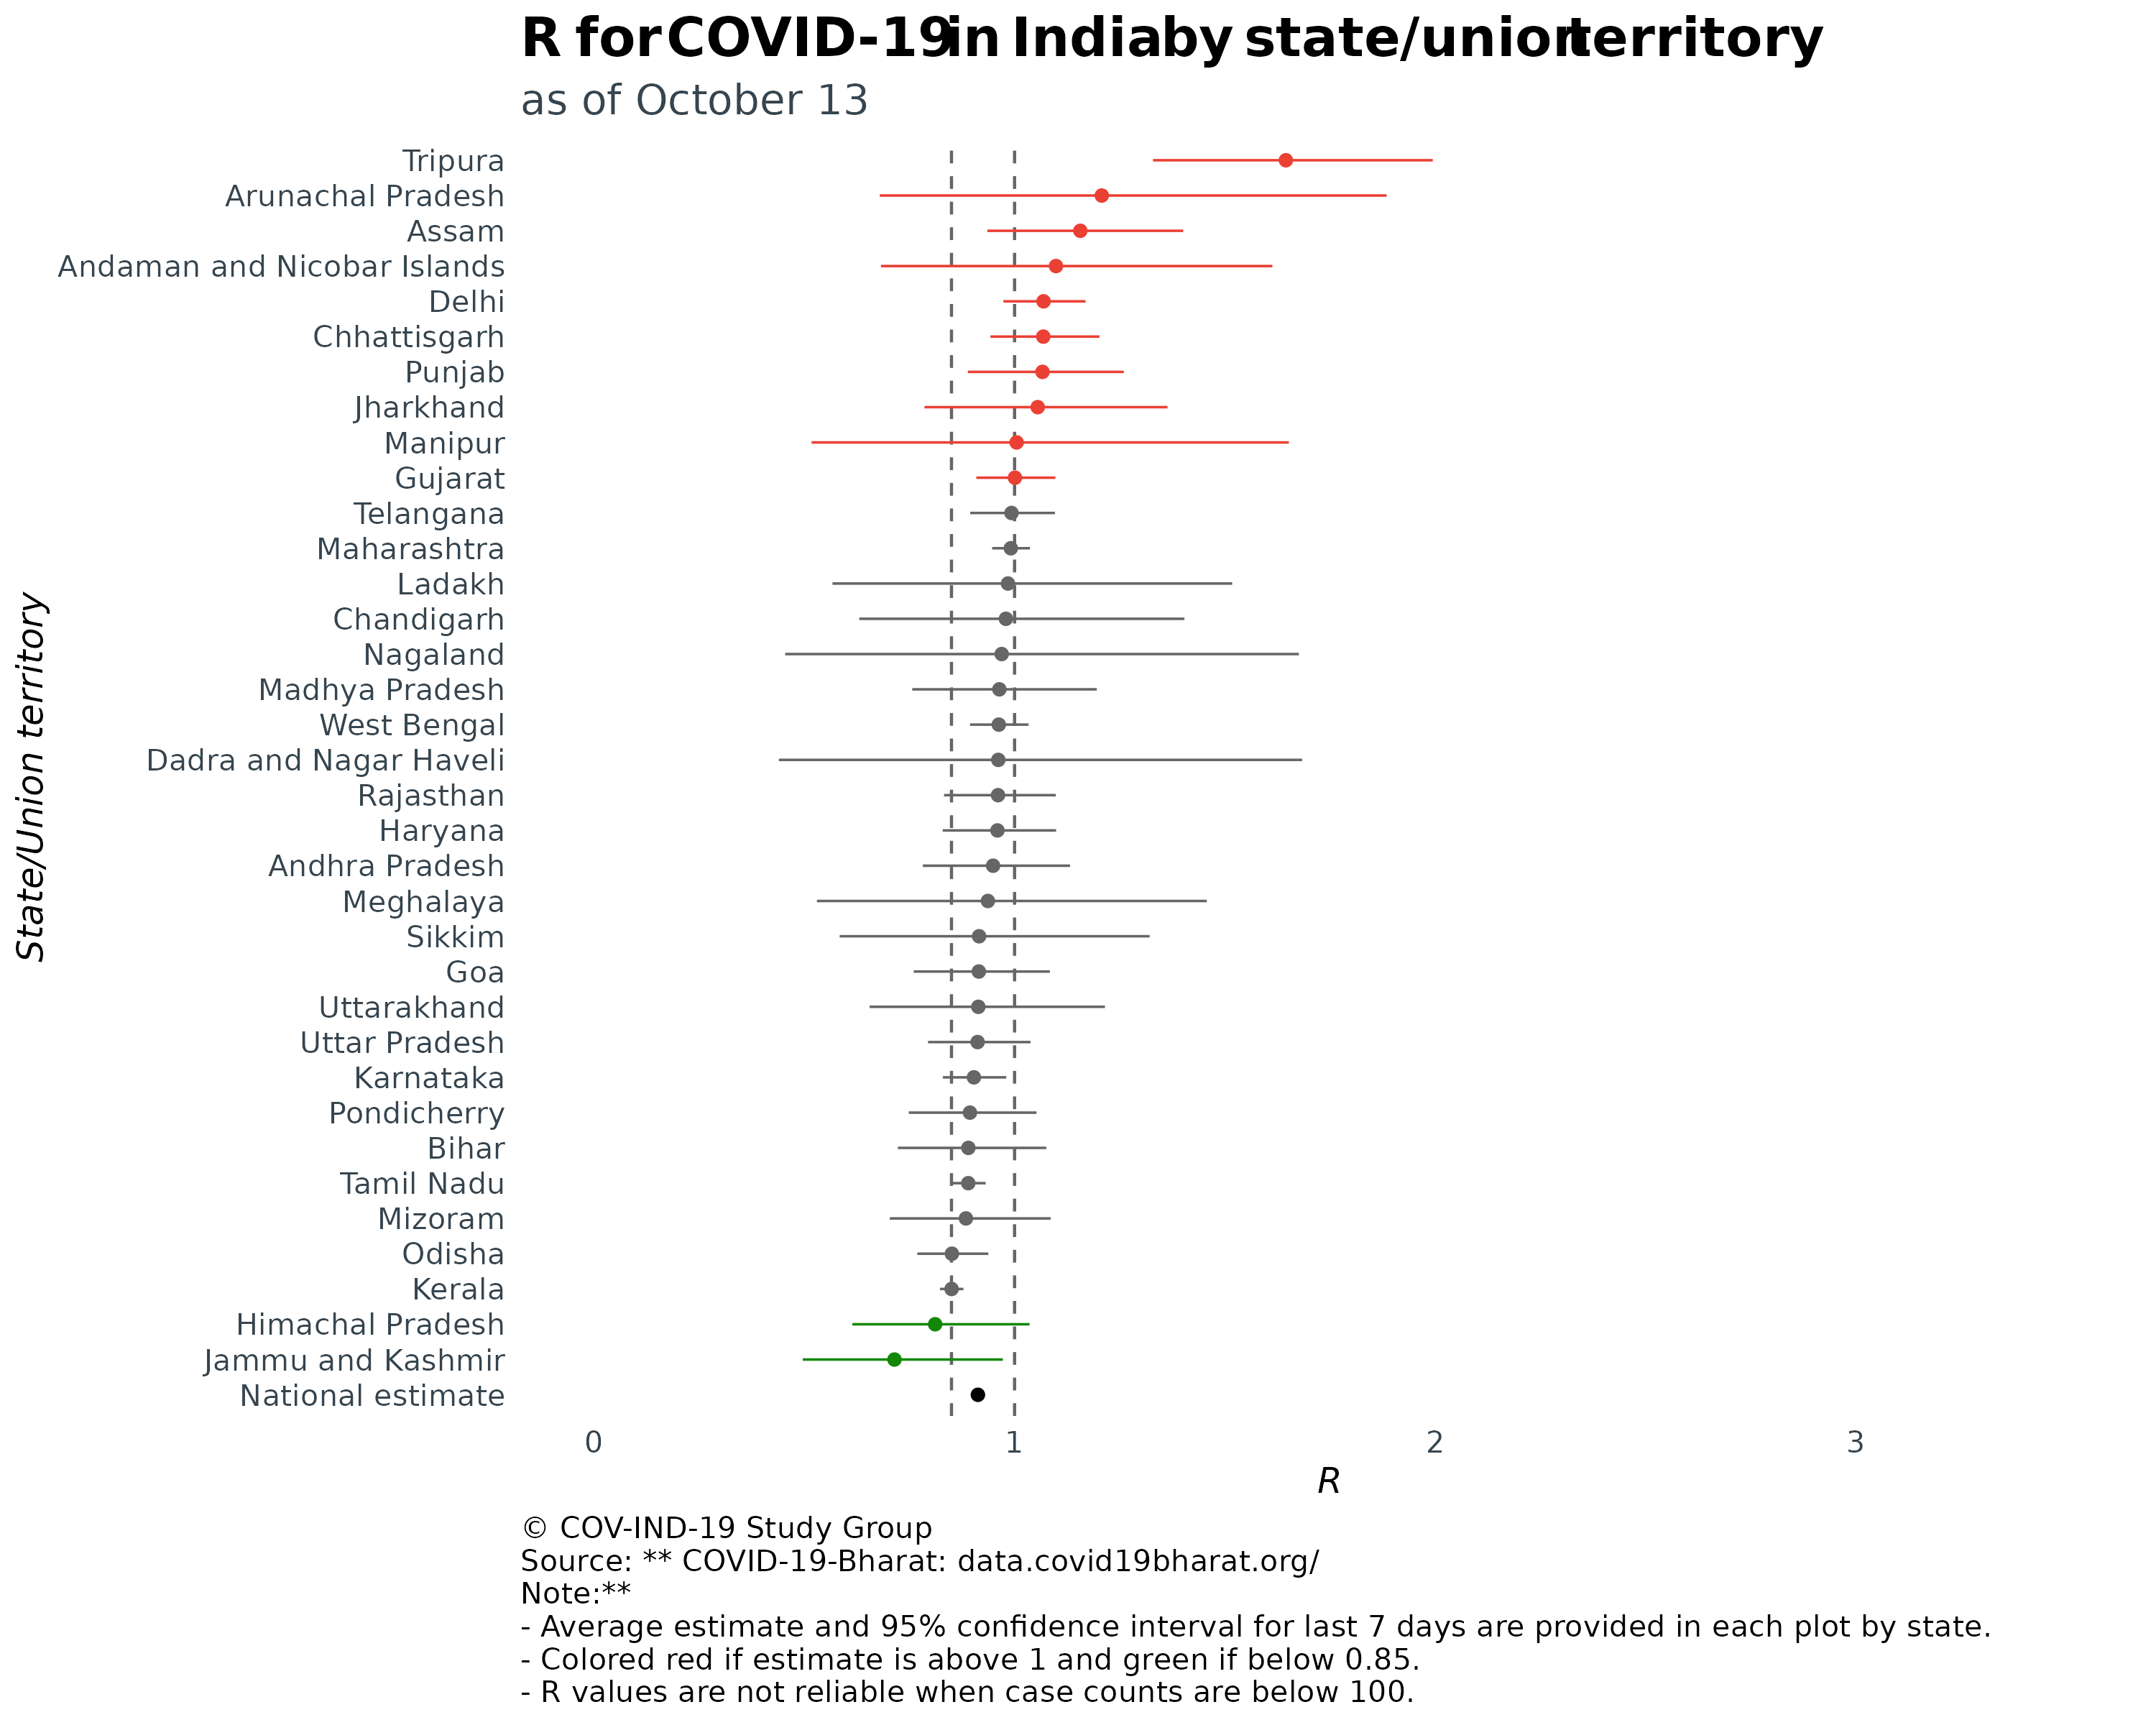 R for COVID-19 in India by state/union territory
as of October 13
State/Union territory
Tripura
Arunachal Pradesh
Assam
Andaman and Nicobar Islands
Delhi
Chhattisgarh
Punjab
Jharkhand
Manipur
Gujarat
Telangana
Maharashtra
Ladakh
Chandigarh
Nagaland
Madhya Pradesh
West Bengal
Dadra and Nagar Haveli
Rajasthan
Haryana
Andhra Pradesh
Meghalaya
Sikkim
Goa
Uttarakhand
Uttar Pradesh
Karnataka
Pondicherry
Bihar
Tamil Nadu
Mizoram
Odisha
Kerala
Himachal Pradesh
Jammu and Kashmir
National estimate
0 1 2 3
R
© COV-IND-19 Study Group
Source: ** COVID-19-Bharat: data.covid19bharat.org/
Note:**
- Average estimate and 95% confidence interval for last 7 days are provided in each plot by state.
- Colored red if estimate is above 1 and green if below 0.85.
- R values are not reliable when case counts are below 100.